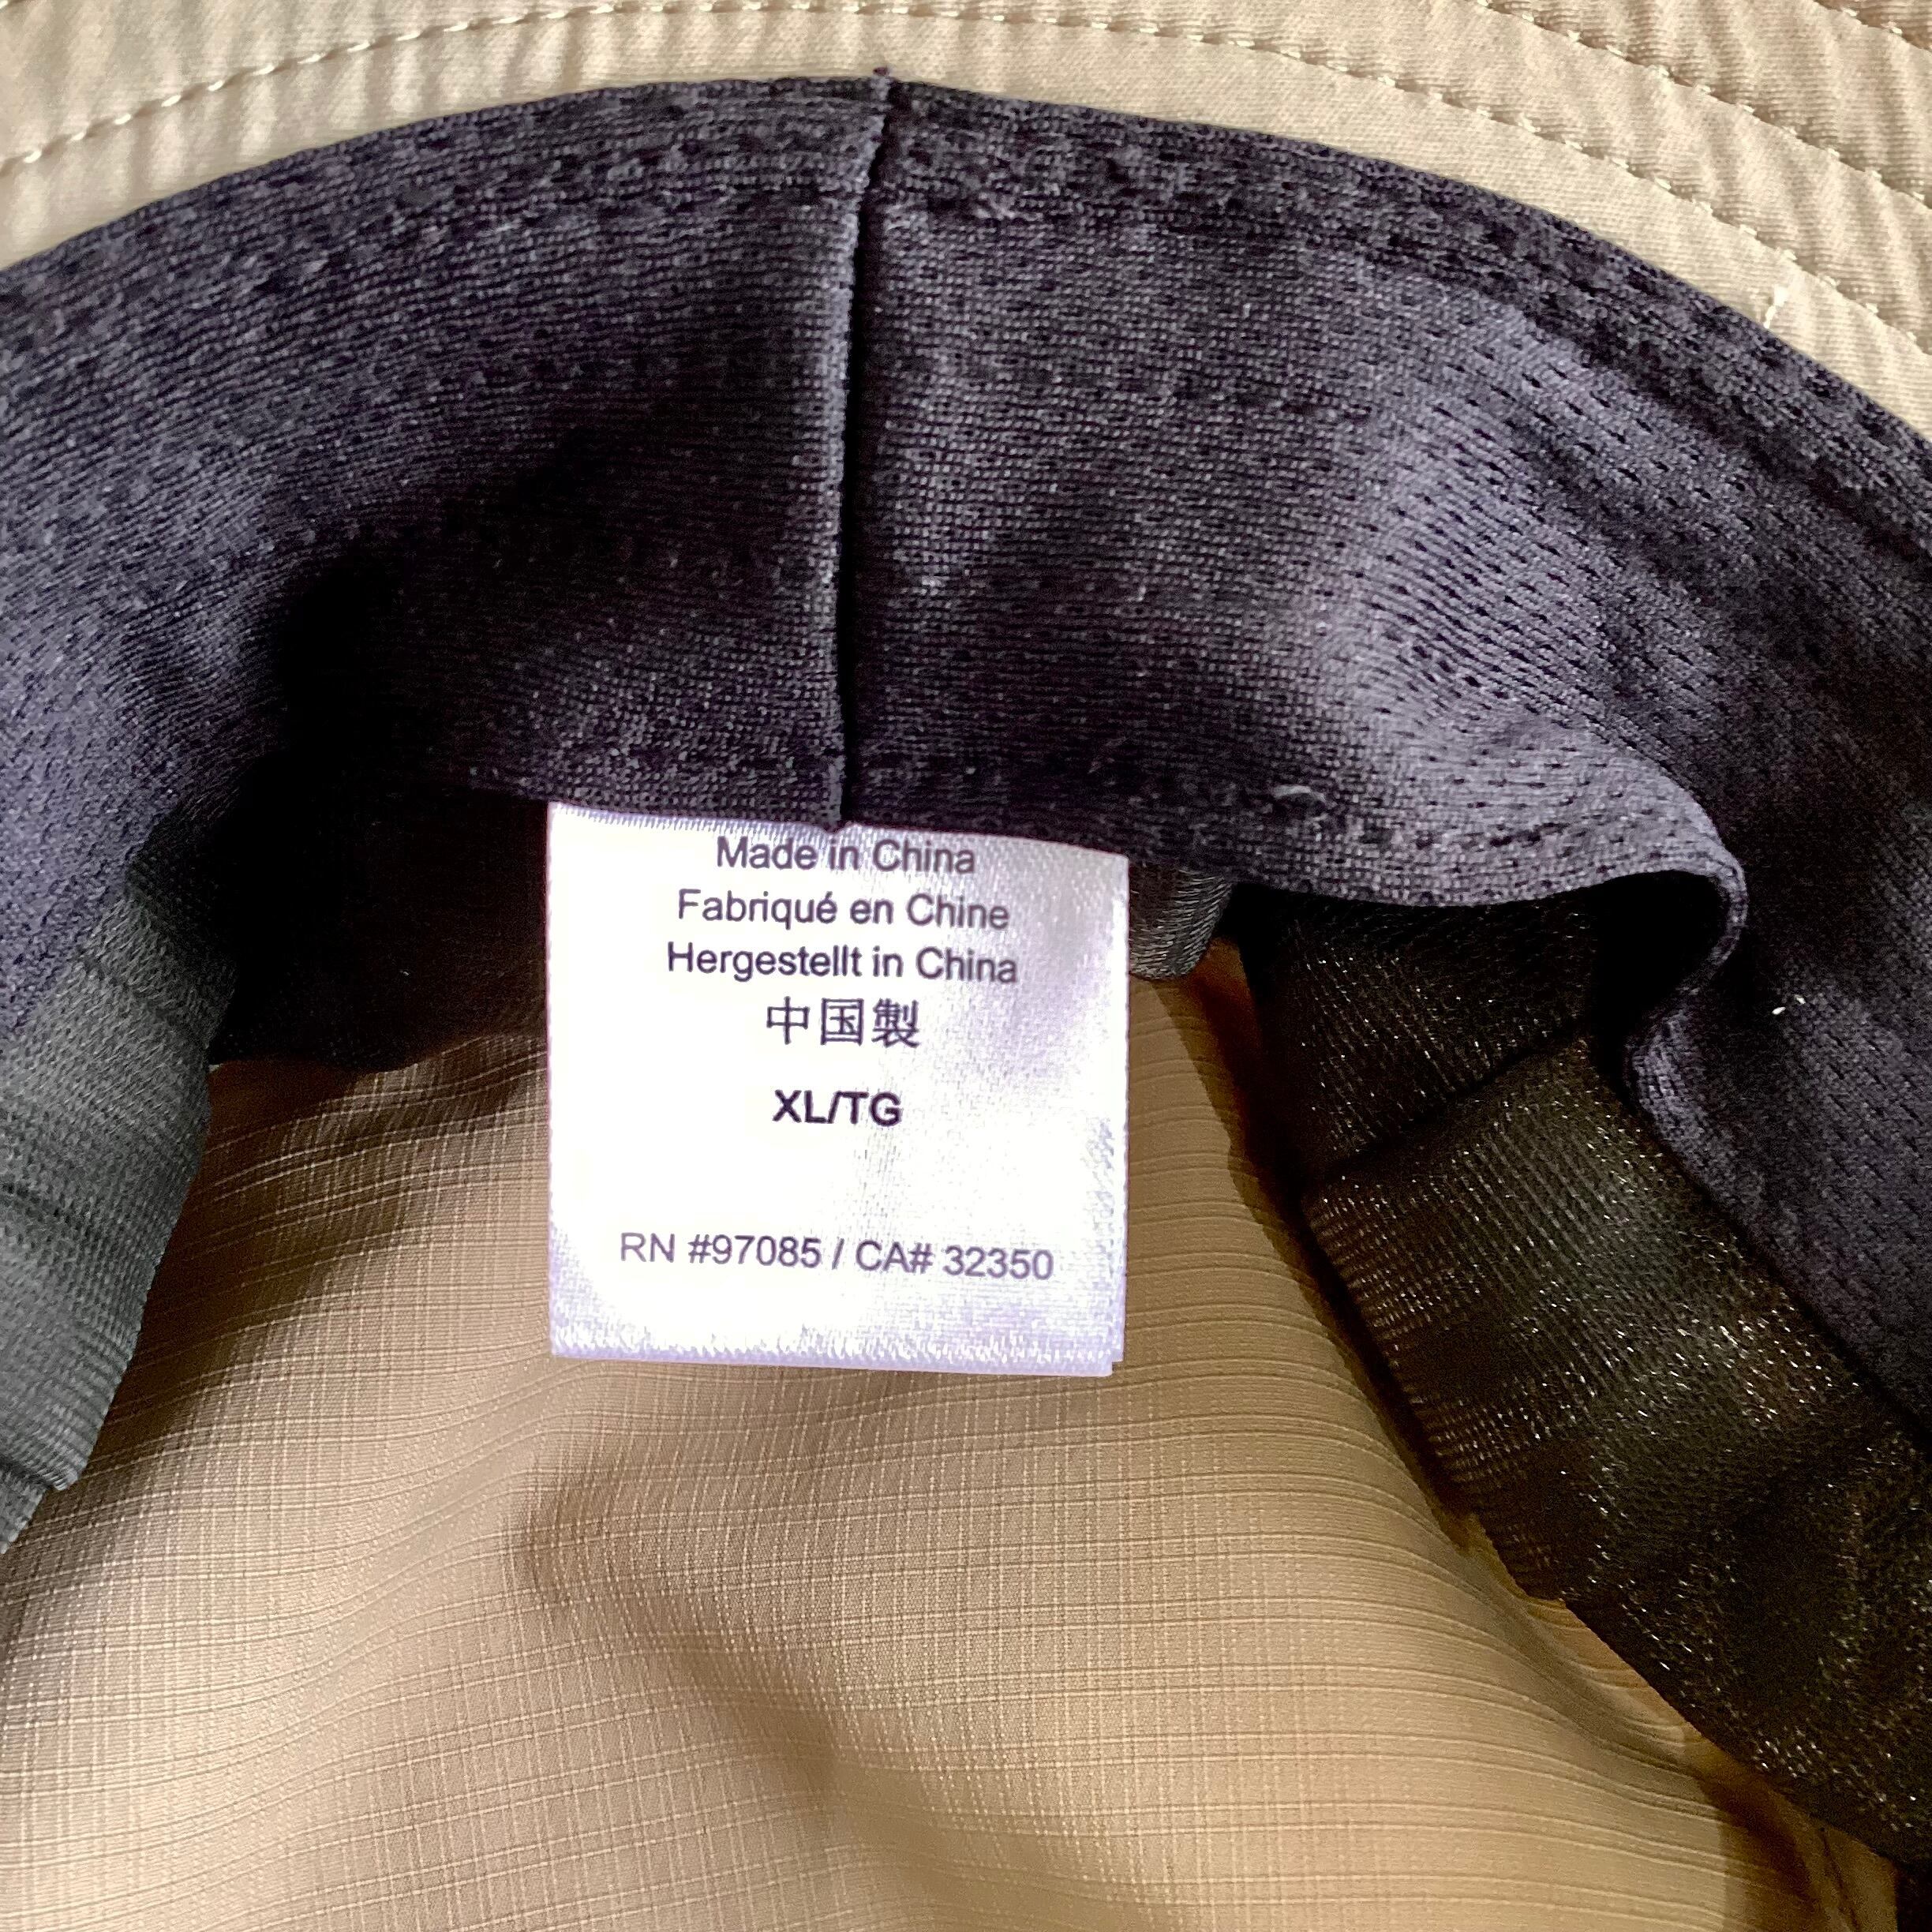 Made in China
Fabriqué en Chine
Hergestellt in China
中国製
XL/TG
RN #97085 / CA# 32350